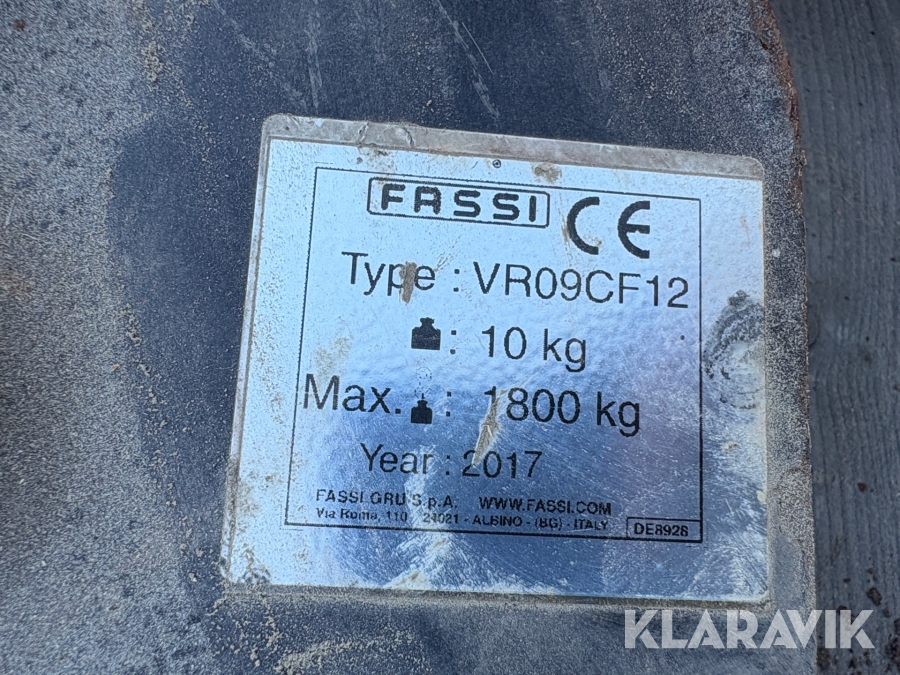 FASSI CE
Type : VR09CF12
: 10 kg
Max. : 1800 kg
Year : 2017
FASSI GRU S.p.A. WWW.FASSI.COM
Via Roma, 110 - 24021 - ALBINO - (BG) - ITALY
DE8928
KLARAVIK